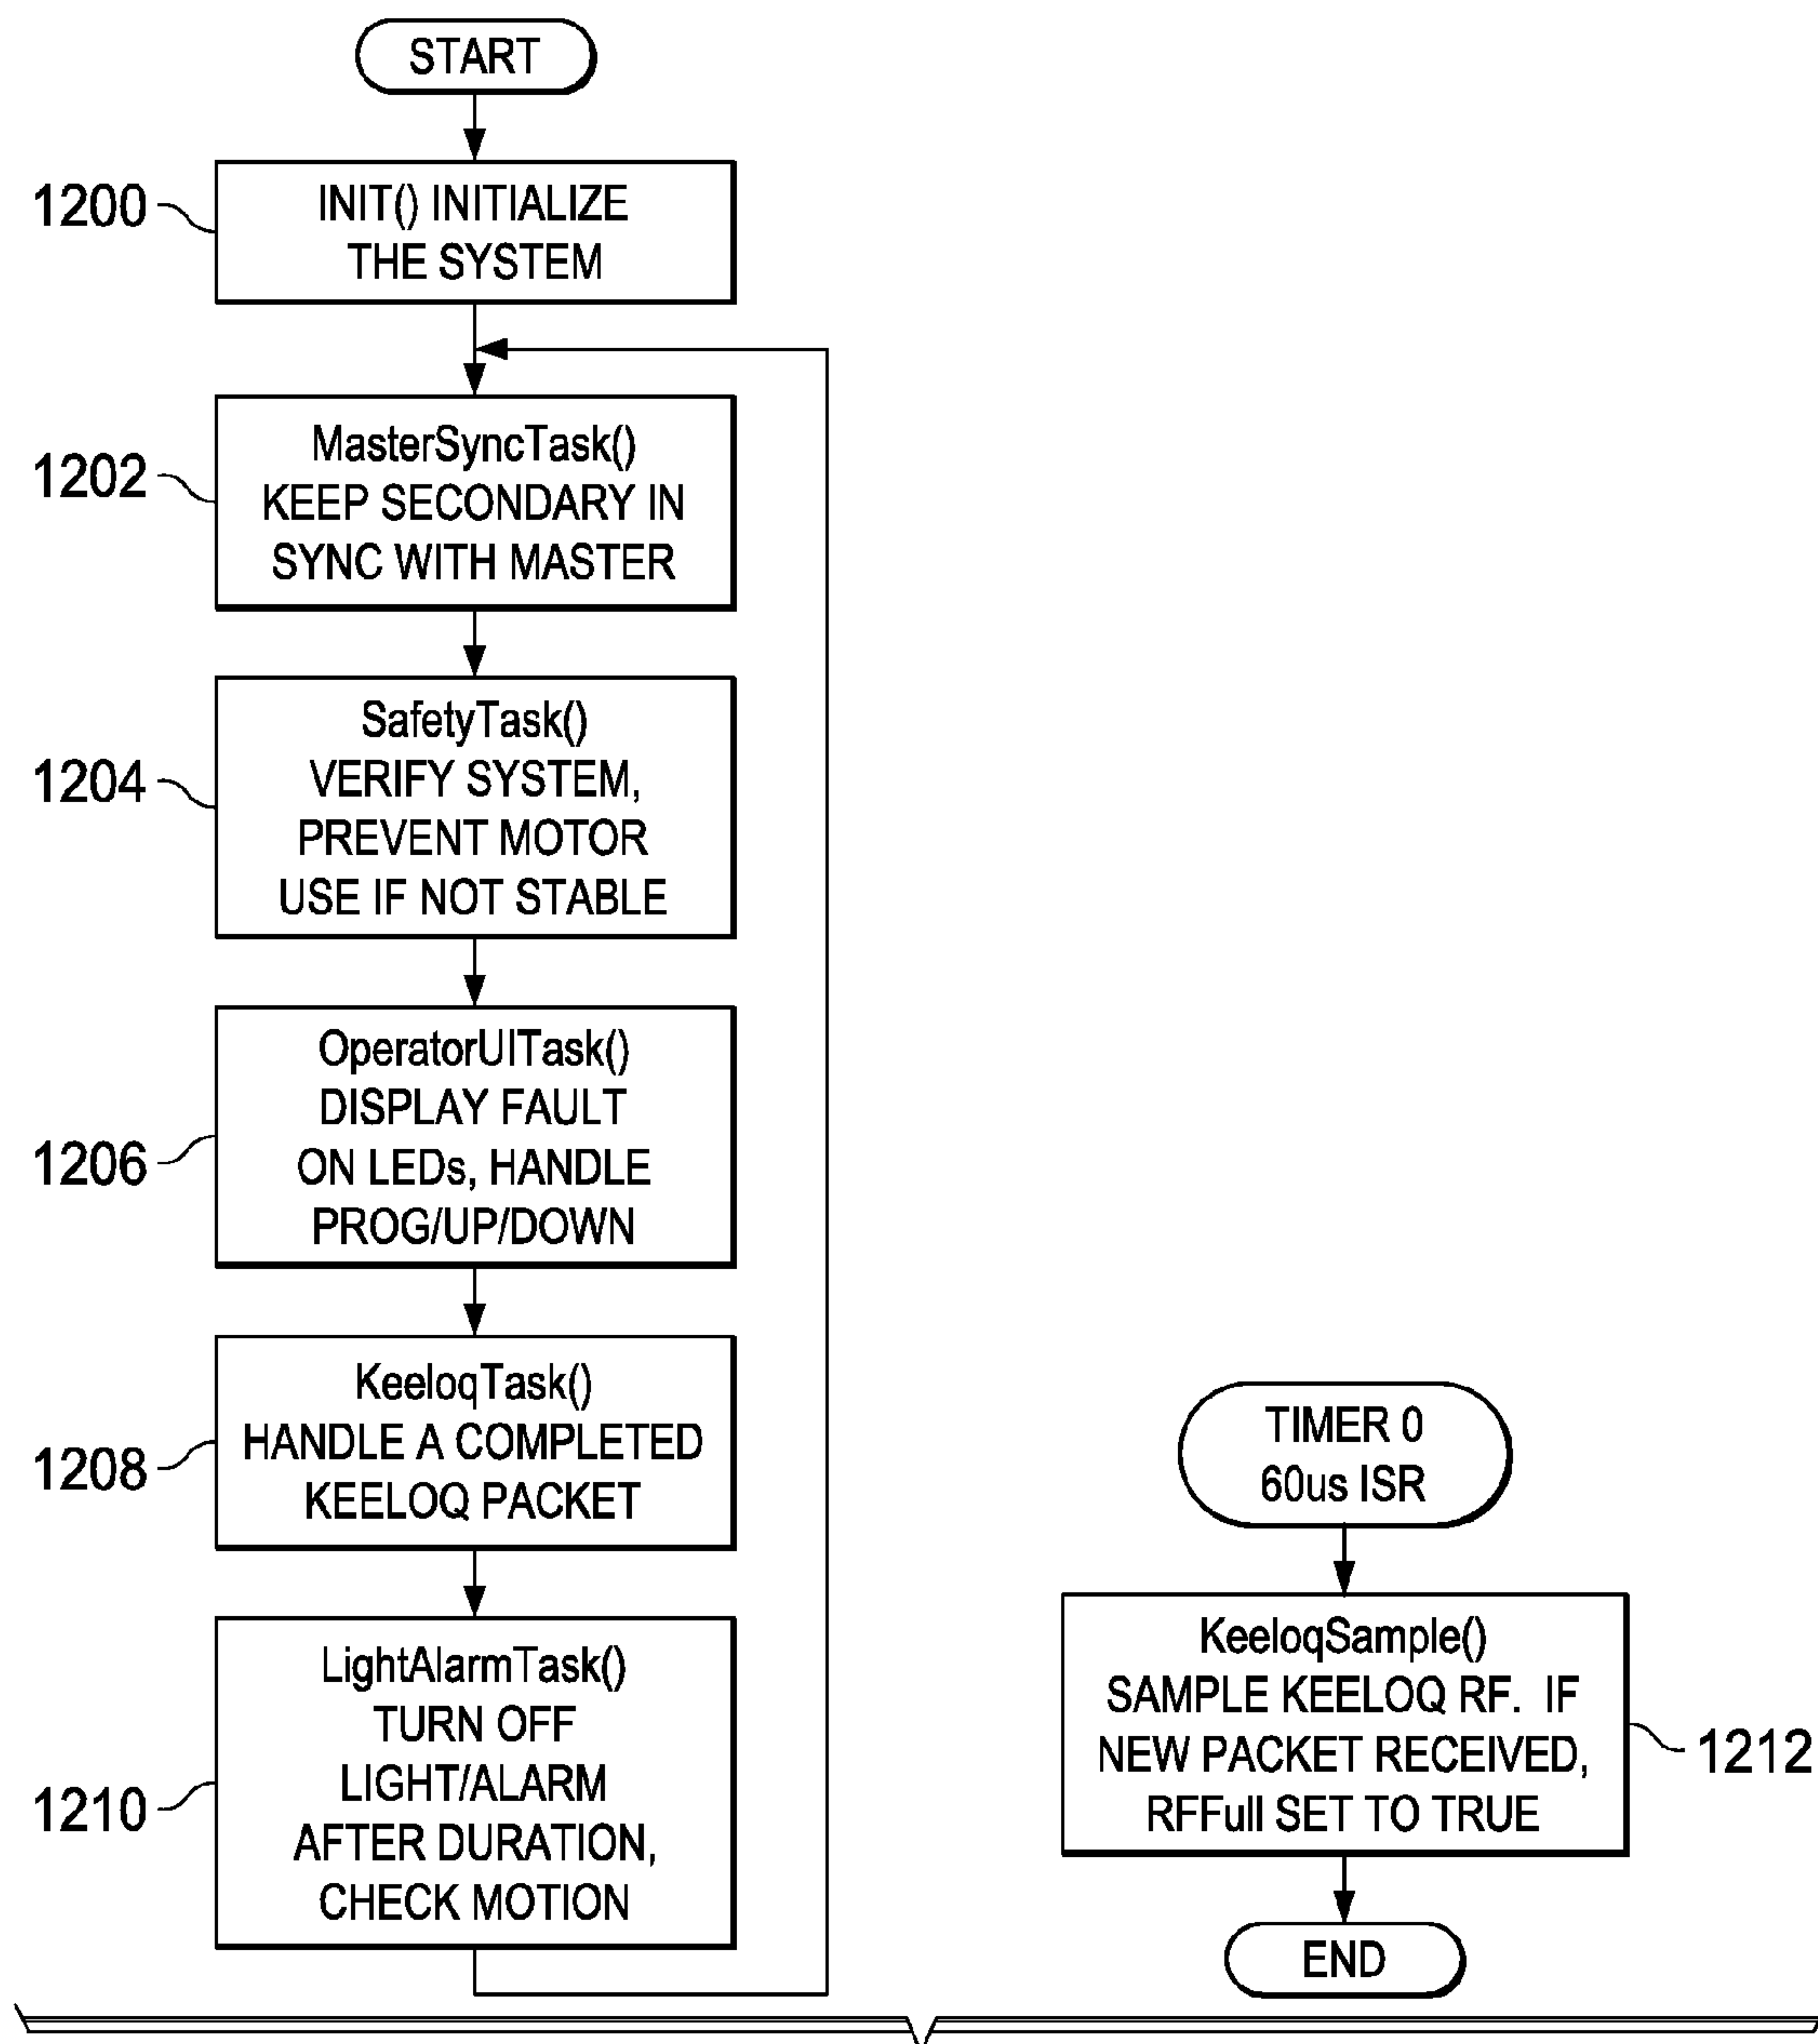 START
1200
INIT() INITIALIZE
THE SYSTEM
1202
MasterSyncTask()
KEEP SECONDARY IN
SYNC WITH MASTER
1204
SafetyTask()
VERIFY SYSTEM,
PREVENT MOTOR
USE IF NOT STABLE
1206
OperatorUITask()
DISPLAY FAULT
ON LEDs, HANDLE
PROG/UP/DOWN
1208
KeeloqTask()
HANDLE A COMPLETED
KEELOQ PACKET
1210
LightAlarmTask()
TURN OFF
LIGHT/ALARM
AFTER DURATION,
CHECK MOTION
TIMER 0
60us ISR
KeeloqSample()
SAMPLE KEELOQ RF. IF
NEW PACKET RECEIVED,
RFFull SET TO TRUE
1212
END